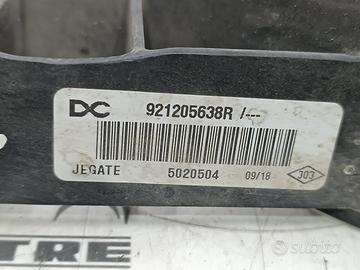 DC 921205638R /---
JEGATE 5020504 09/18 303
TRE
subito